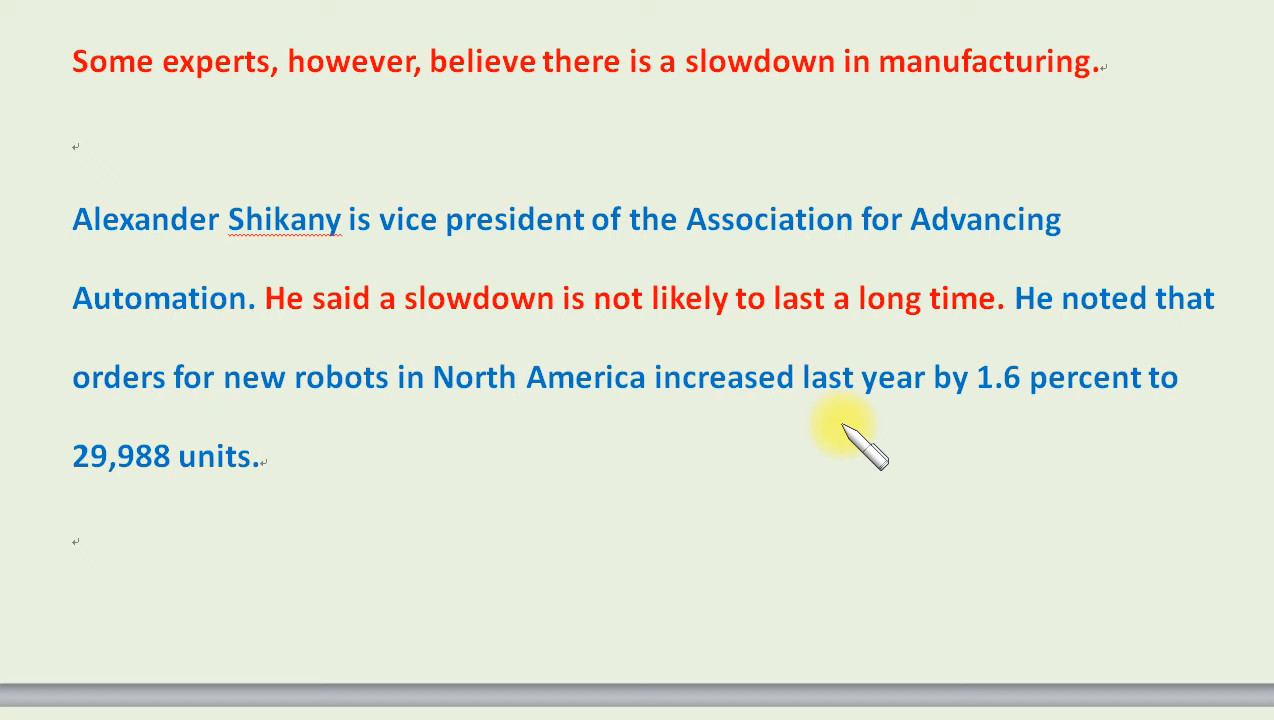 Some experts, however, believe there is a slowdown in manufacturing.
Alexander Shikany is vice president of the Association for Advancing
Automation. He said a slowdown is not likely to last a long time. He noted that
orders for new robots in North America increased last year by 1.6 percent to
29,988 units.